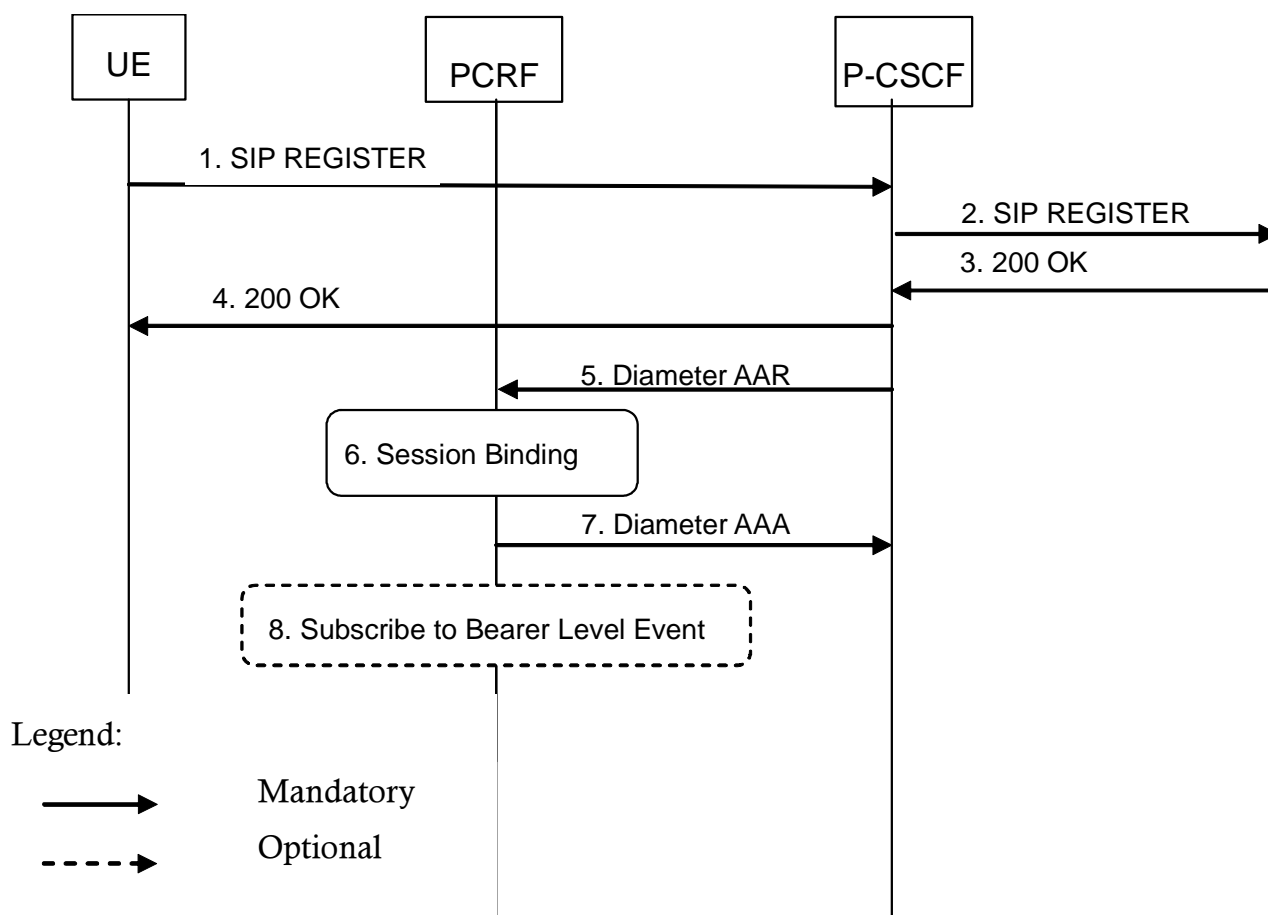 UE
PCRF
P-CSCF
1. SIP REGISTER
2. SIP REGISTER
3. 200 OK
4. 200 OK
5. Diameter AAR
6. Session Binding
7. Diameter AAA
8. Subscribe to Bearer Level Event
Legend:
Mandatory
Optional